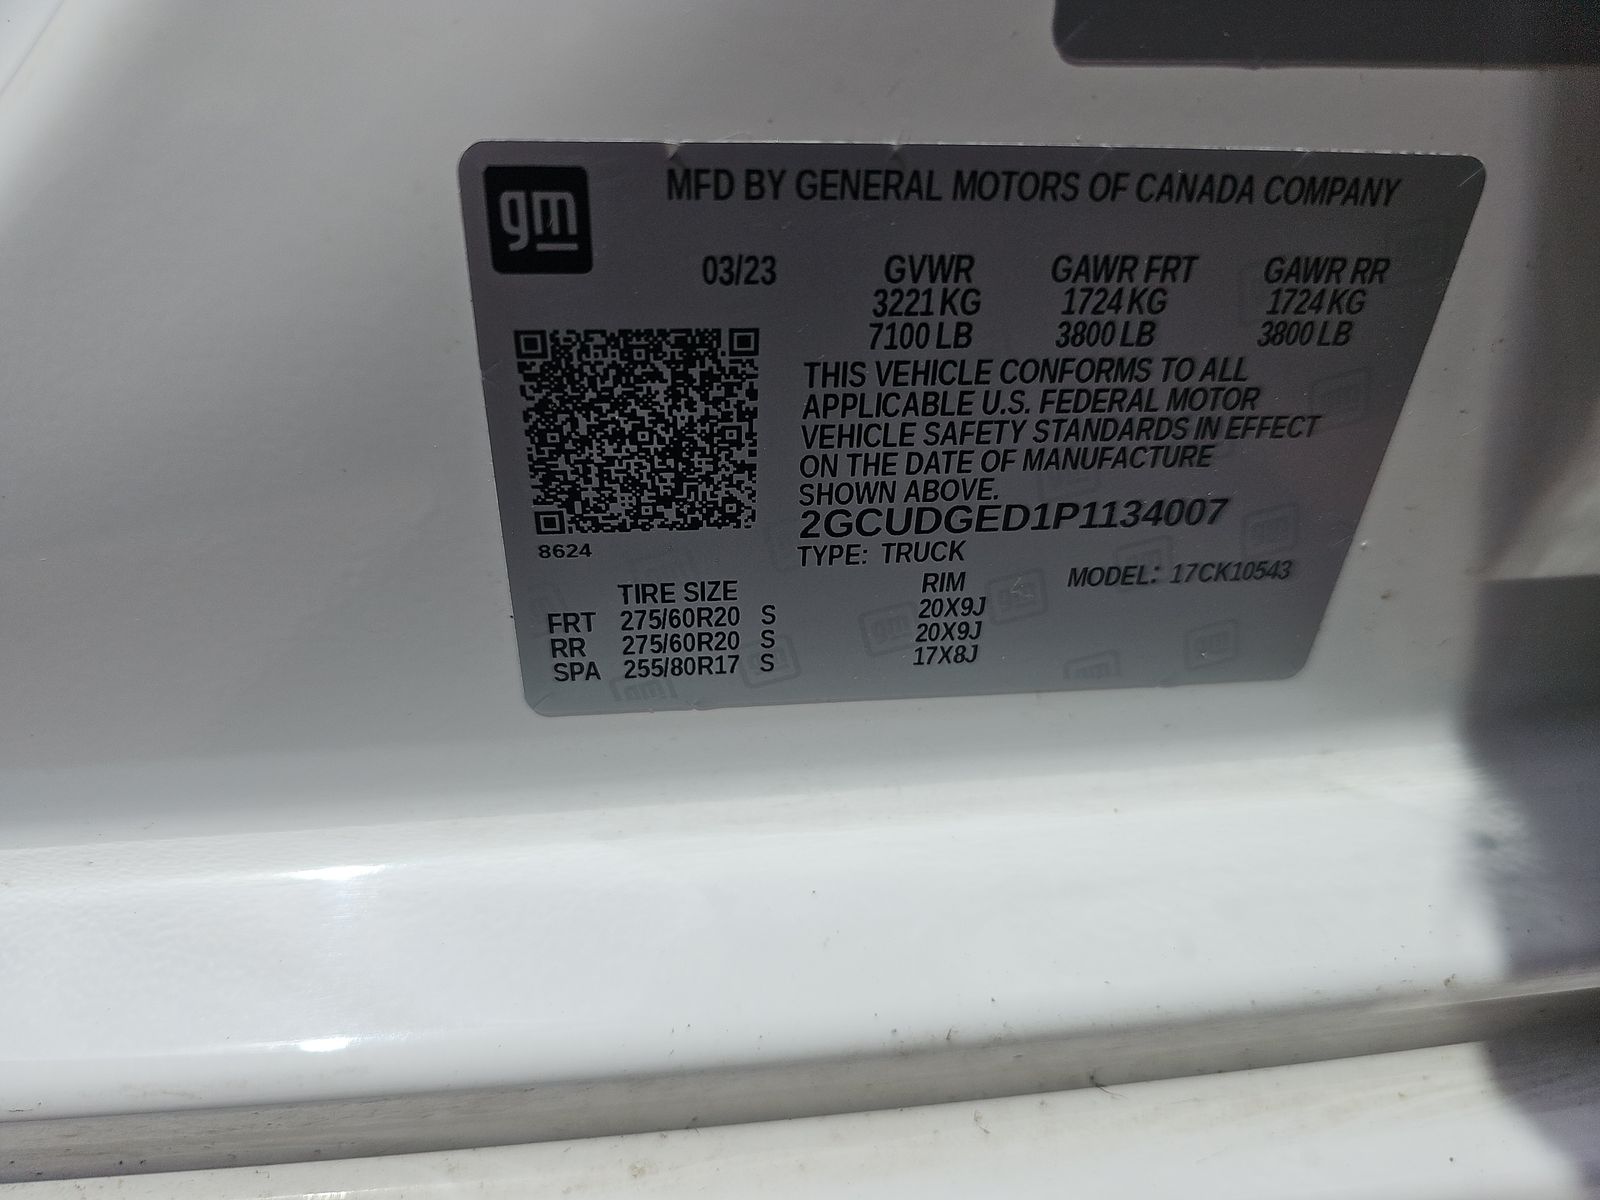 gm
MFD BY GENERAL MOTORS OF CANADA COMPANY
03/23 GVWR GAWR FRT GAWR RR
3221 KG 1724 KG 1724 KG
7100 LB 3800 LB 3800 LB
THIS VEHICLE CONFORMS TO ALL
APPLICABLE U.S. FEDERAL MOTOR
VEHICLE SAFETY STANDARDS IN EFFECT
ON THE DATE OF MANUFACTURE
SHOWN ABOVE.
2GCUDGED1P1134007
8624
TYPE: TRUCK
MODEL: 17CK10543
TIRE SIZE RIM
FRT 275/60R20 S 20X9J
RR 275/60R20 S 20X9J
SPA 255/80R17 S 17X8J